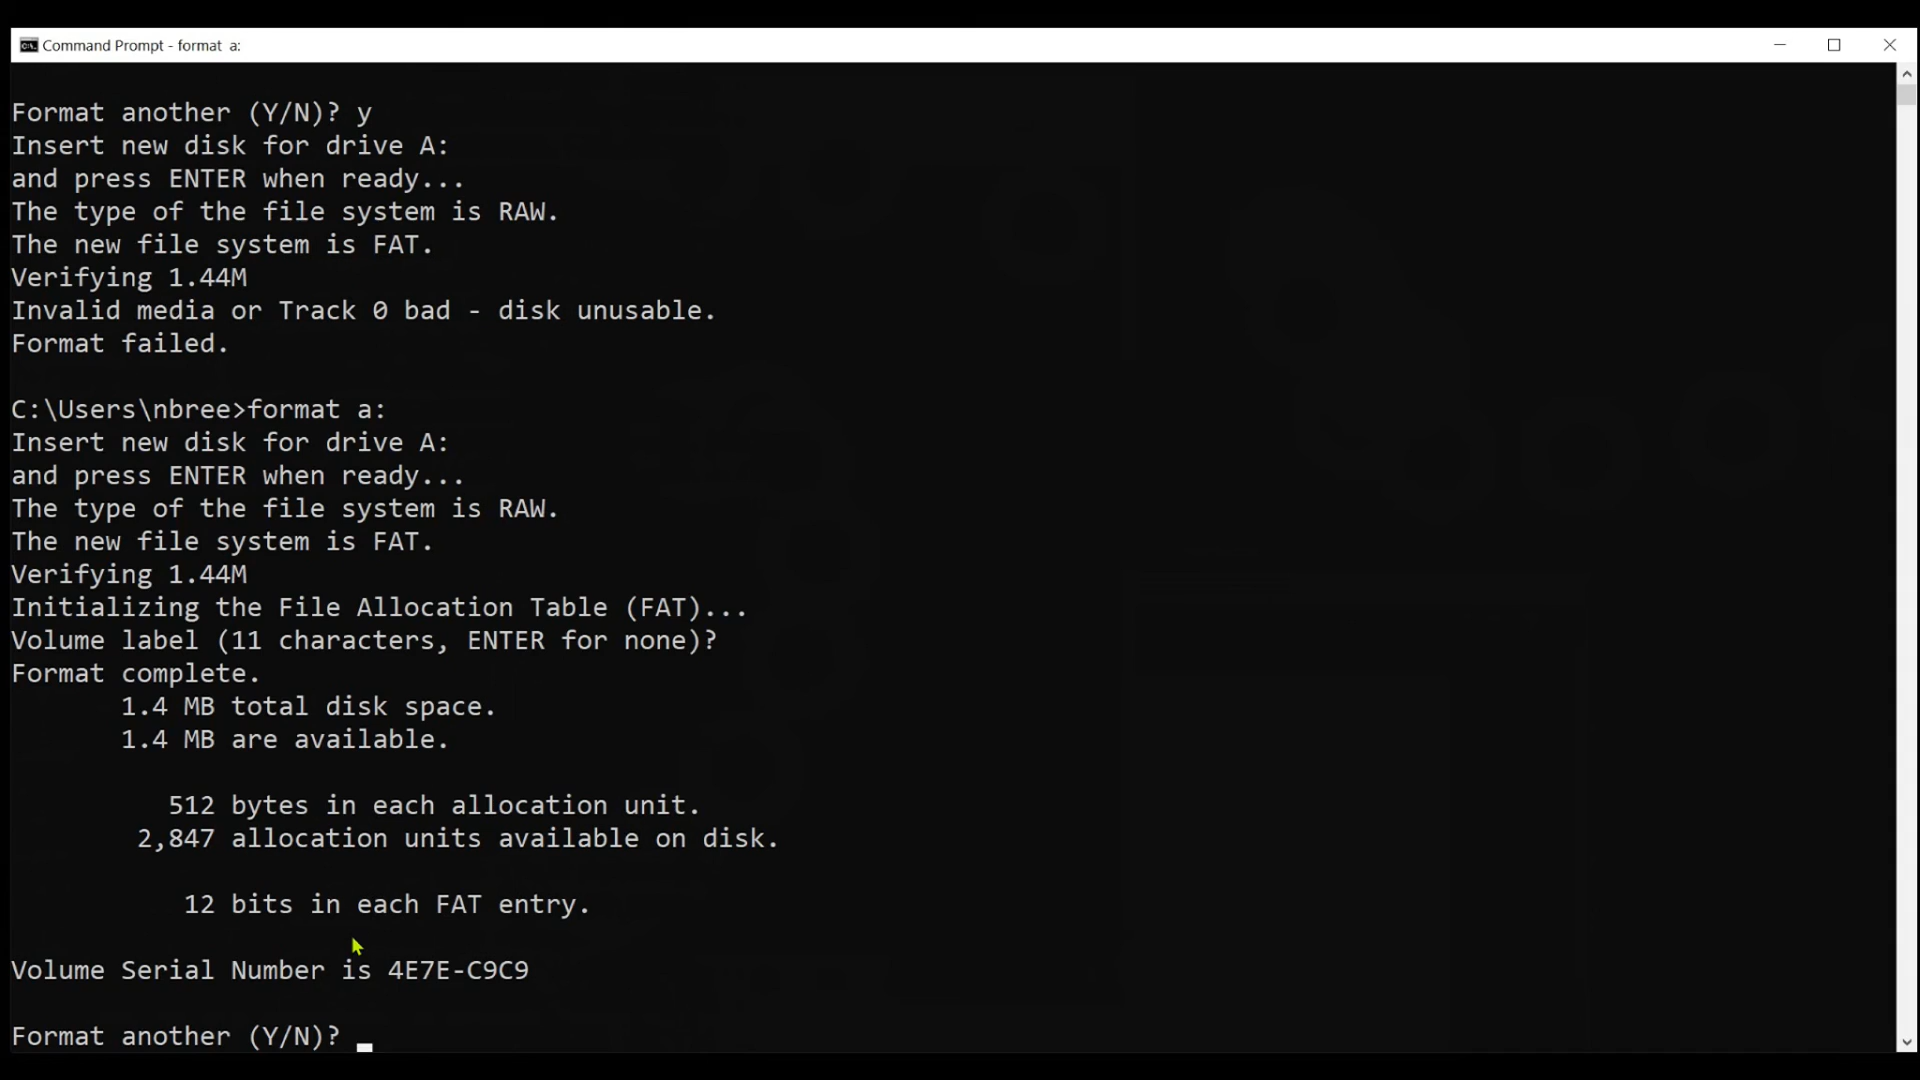 Command Prompt - format a:
Format another (Y/N)? y
Insert new disk for drive A:
and press ENTER when ready...
The type of the file system is RAW.
The new file system is FAT.
Verifying 1.44M
Invalid media or Track 0 bad - disk unusable.
Format failed.
C:\Users\nbree>format a:
Insert new disk for drive A:
and press ENTER when ready...
The type of the file system is RAW.
The new file system is FAT.
Verifying 1.44M
Initializing the File Allocation Table (FAT)...
Volume label (11 characters, ENTER for none)?
Format complete.
1.4 MB total disk space.
1.4 MB are available.
512 bytes in each allocation unit.
2,847 allocation units available on disk.
12 bits in each FAT entry.
Volume Serial Number is 4E7E-C9C9
Format another (Y/N)?